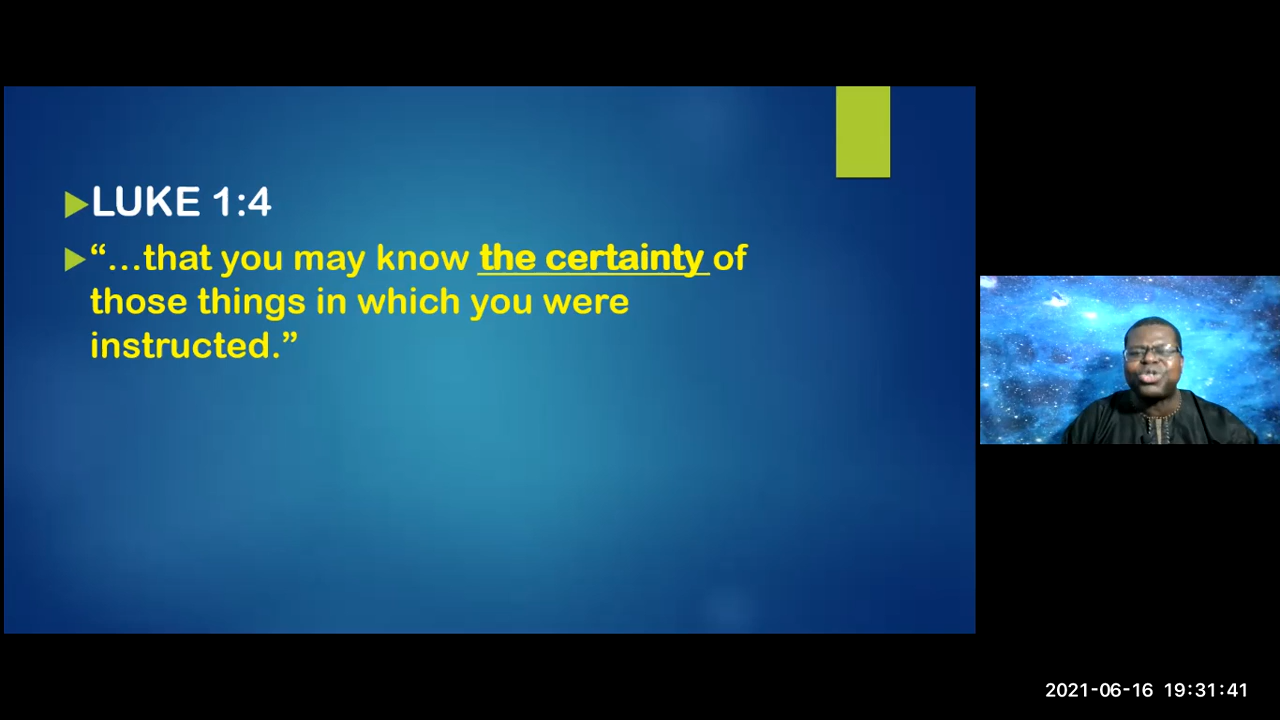 LUKE 1:4
“…that you may know the certainty of
those things in which you were
instructed.”
2021-06-16 19:31:41